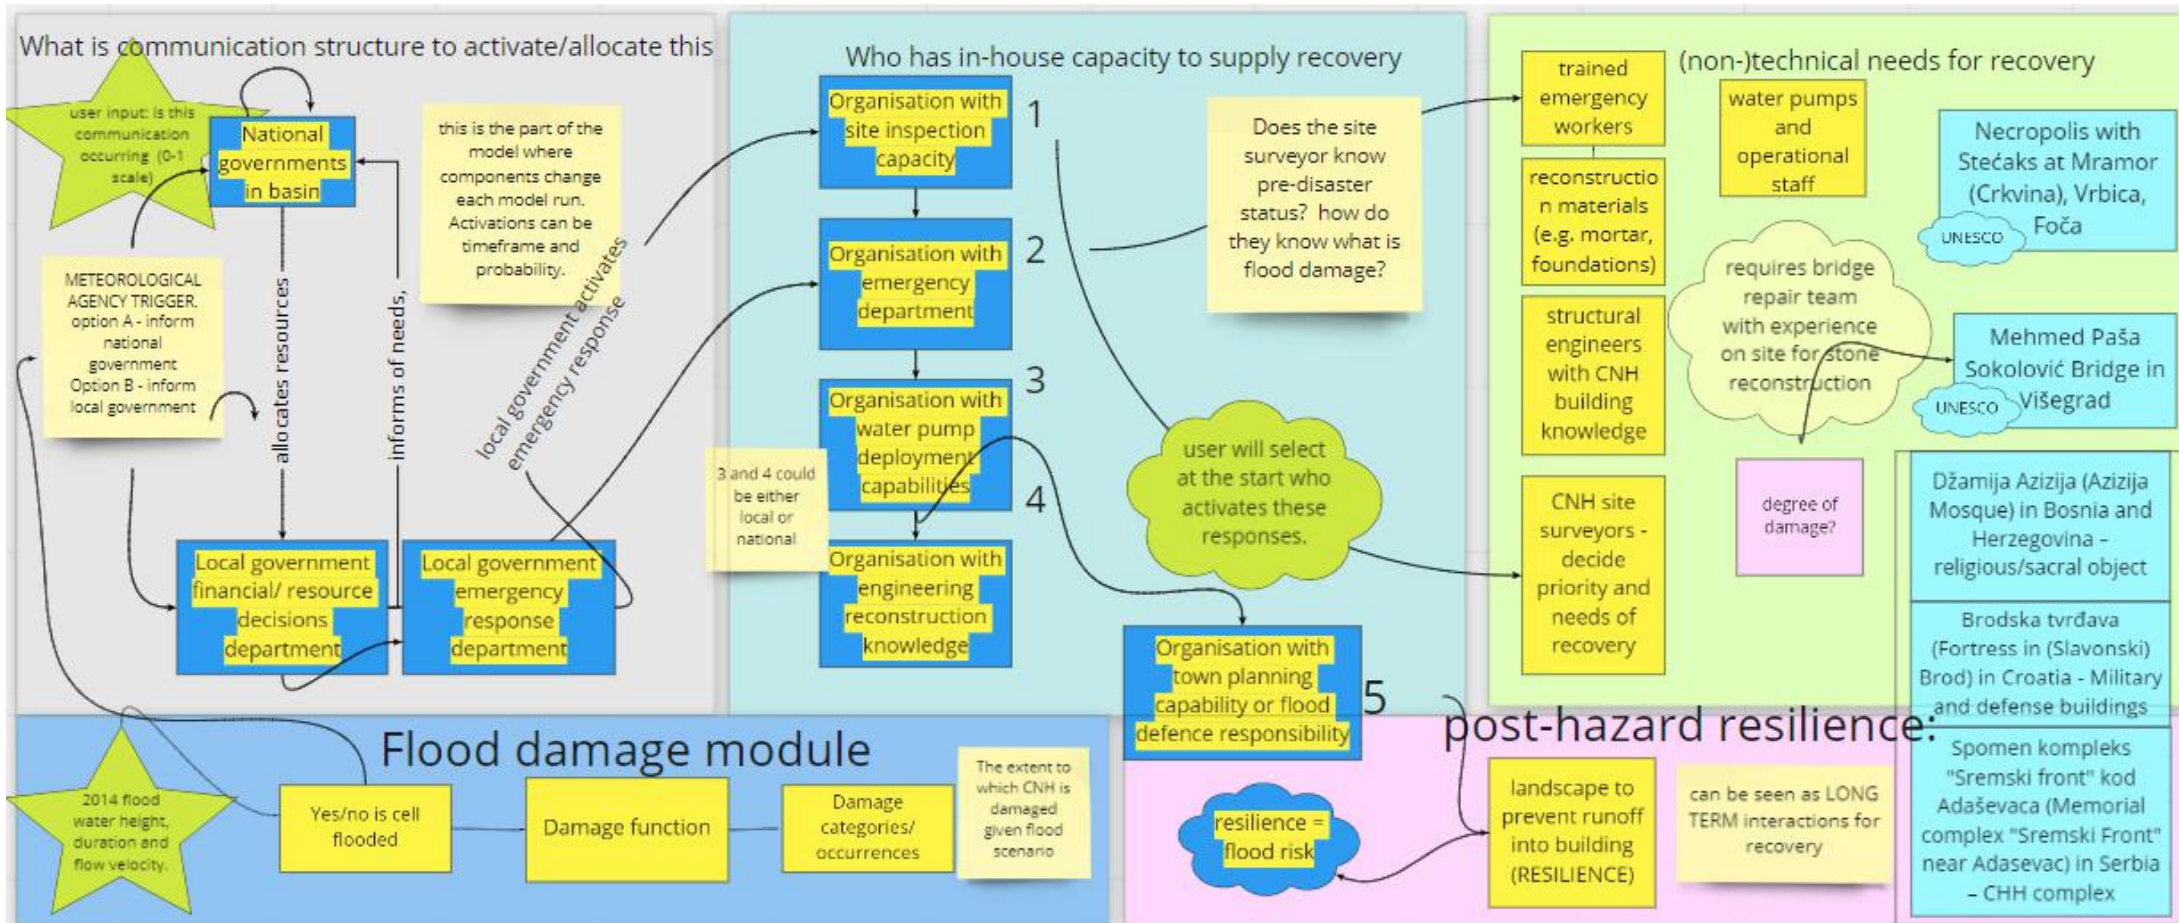 What is communication structure to activate/allocate this
user input: is this
communication
occurring (0-1
scale)
National
governments
in basin
this is the part of the
model where
components change
each model run.
Activations can be
timeframe and
probability.
METEOROLOGICAL
AGENCY TRIGGER.
option A - inform
national
government
Option B - inform
local government
allocates resources
informs of needs,
local government activates
emergency response
Local government
financial/ resource
decisions
department
Local government
emergency
response
department
Who has in-house capacity to supply recovery
Organisation with
site inspection
capacity
1
Organisation with
emergency
department
2
Organisation with
water pump
deployment
capabilities
3
3 and 4 could
be either
local or
national
4
Organisation with
engineering
reconstruction
knowledge
Does the site
surveyor know
pre-disaster
status? how do
they know what is
flood damage?
user will select
at the start who
activates these
responses.
Organisation with
town planning
capability or flood
defence responsibility
5
(non-)technical needs for recovery
trained
emergency
workers
reconstructio
n materials
(e.g. mortar,
foundations)
structural
engineers
with CNH
building
knowledge
CNH site
surveyors -
decide
priority and
needs of
recovery
water pumps
and
operational
staff
requires bridge
repair team
with experience
on site for stone
reconstruction
degree of
damage?
Necropolis with
Stećaks at Mramor
(Crkvina), Vrbica,
Foča
UNESCO
Mehmed Paša
Sokolović Bridge in
Višegrad
UNESCO
Džamija Azizija (Azizija
Mosque) in Bosnia and
Herzegovina –
religious/sacral object
Brodska tvrđava
(Fortress in (Slavonski)
Brod) in Croatia - Military
and defense buildings
Spomen kompleks
"Sremski front" kod
Adaševaca (Memorial
complex "Sremski Front"
near Adasevac) in Serbia
– CHH complex
Flood damage module
2014 flood
water height,
duration and
flow velocity.
Yes/no is cell
flooded
Damage function
Damage
categories/
occurrences
The extent to
which CNH is
damaged
given flood
scenario
post-hazard resilience:
resilience =
flood risk
landscape to
prevent runoff
into building
(RESILIENCE)
can be seen as LONG
TERM interactions for
recovery